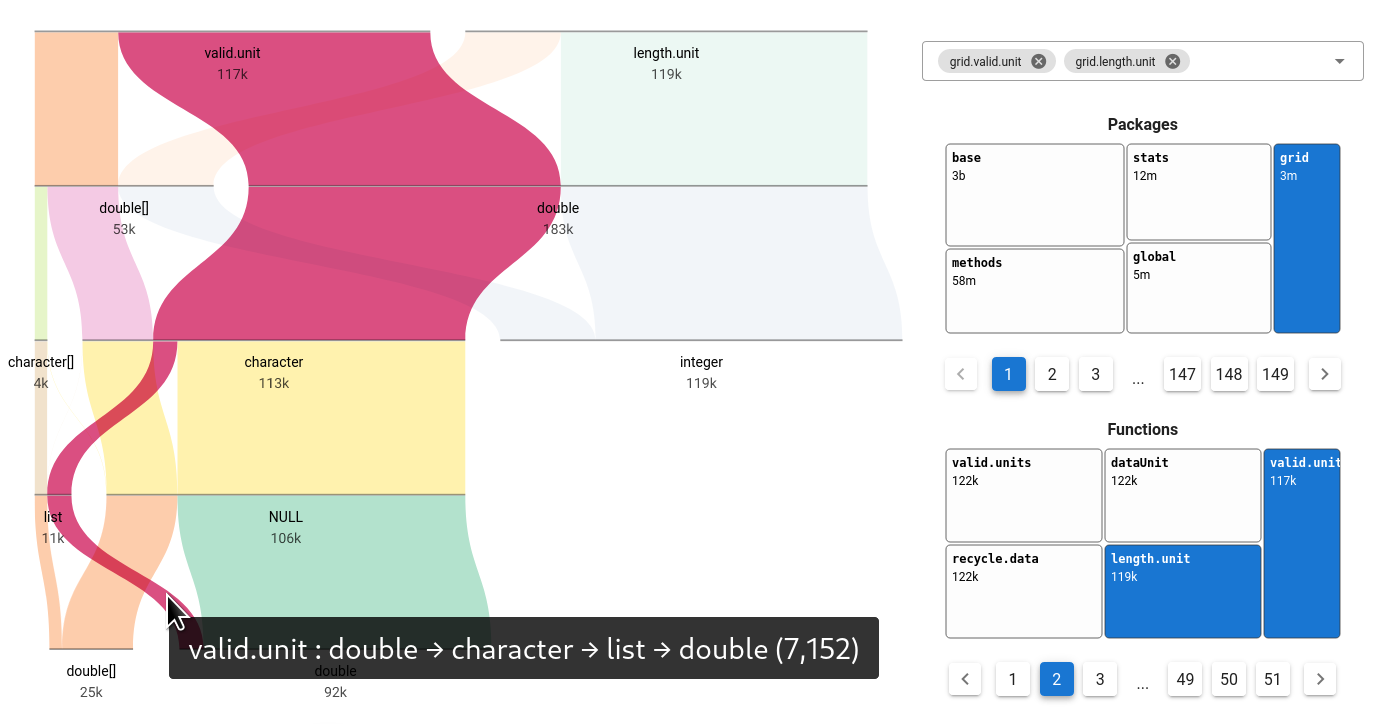 valid.unit
117k
length.unit
119k
double[]
53k
double
183k
character[]
4k
character
113k
integer
119k
list
11k
NULL
106k
valid.unit : double → character → list → double (7,152)
double[]
25k
double
92k
grid.valid.unit
grid.length.unit
Packages
base
3b
stats
12m
grid
3m
methods
58m
global
5m
1 2 3 ... 147 148 149
Functions
valid.units
122k
dataUnit
122k
valid.unit
117k
recycle.data
122k
length.unit
119k
1 2 3 ... 49 50 51